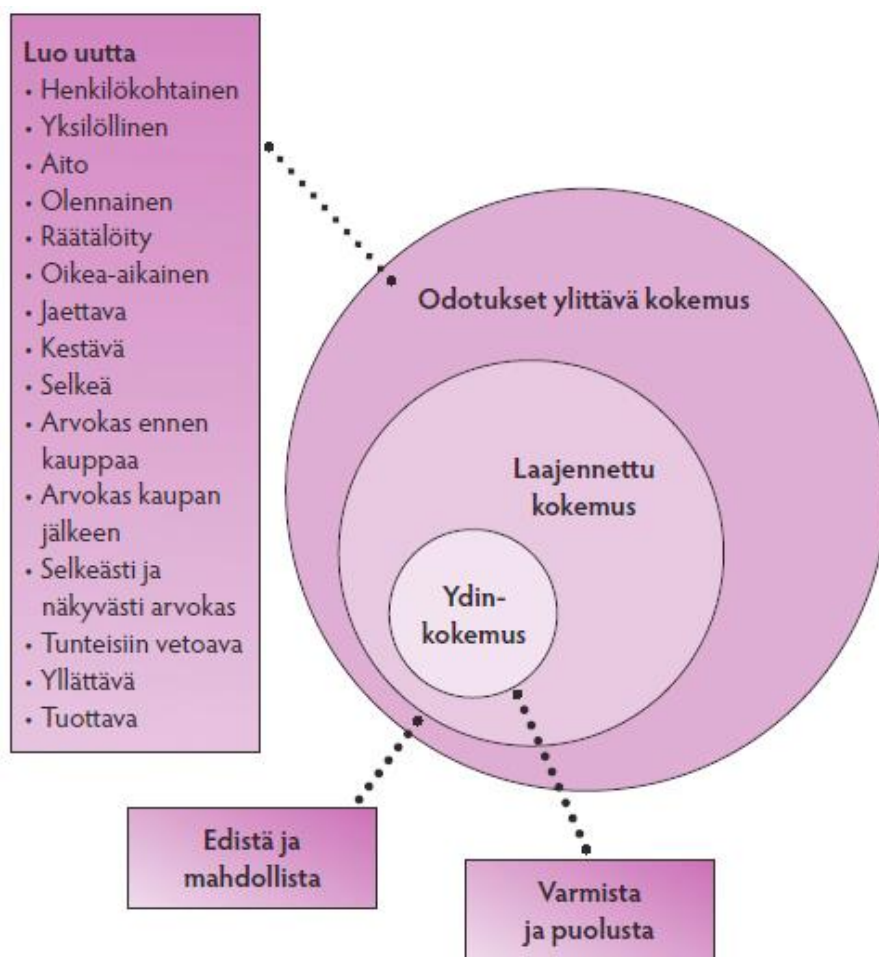 Luo uutta
• Henkilökohtainen
• Yksilöllinen
• Aito
• Olennainen
• Räätälöity
• Oikea-aikainen
• Jaettava
• Kestävä
• Selkeä
• Arvokas ennen
kauppaa
• Arvokas kaupan
jälkeen
• Selkeästi ja
näkyvästi arvokas
• Tunteisiin vetoava
• Yllättävä
• Tuottava
Odotukset ylittävä kokemus
Laajennettu
kokemus
Ydin-
kokemus
Edistä ja
mahdollista
Varmista
ja puolusta